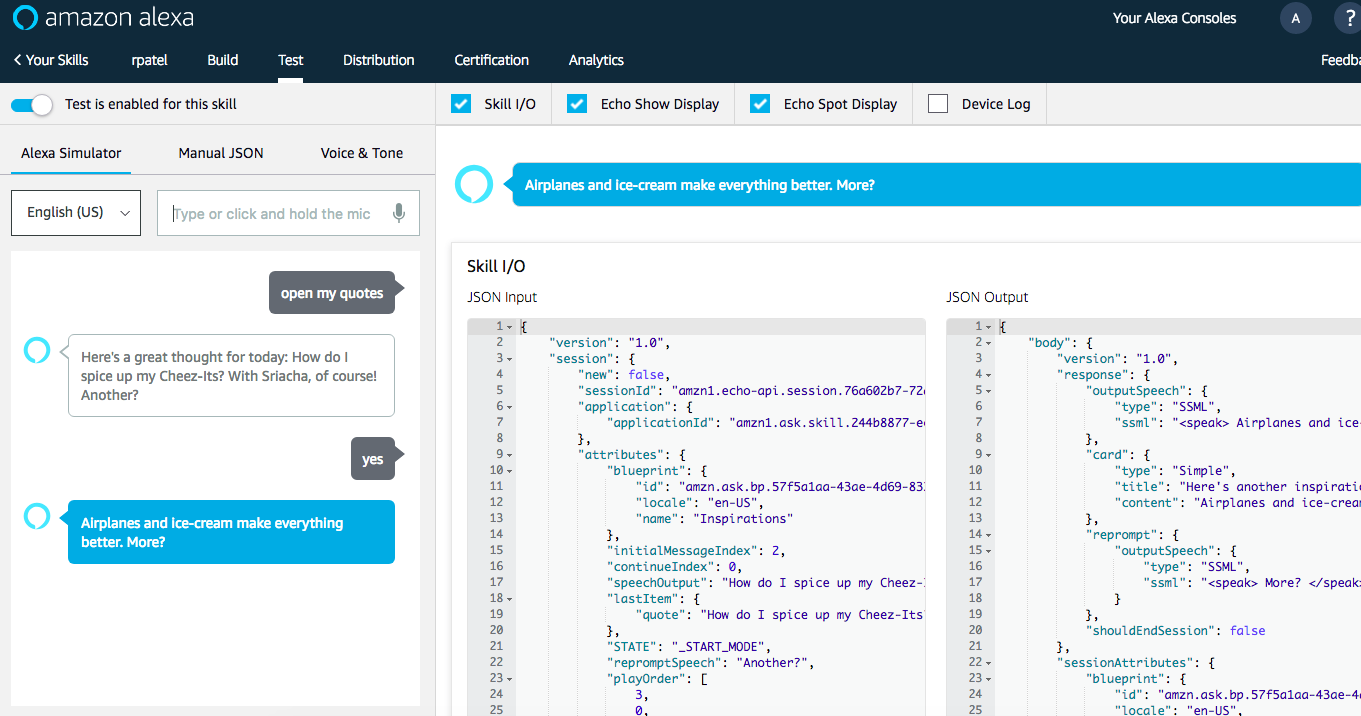 amazon alexa
Your Alexa Consoles
A
?
< Your Skills
rpatel
Build
Test
Distribution
Certification
Analytics
Feedba
Test is enabled for this skill
Skill I/O
Echo Show Display
Echo Spot Display
Device Log
Alexa Simulator
Manual JSON
Voice & Tone
English (US)
Type or click and hold the mic
open my quotes
Here's a great thought for today: How do I
spice up my Cheez-Its? With Sriacha, of course!
Another?
yes
Airplanes and ice-cream make everything
better. More?
Airplanes and ice-cream make everything better. More?
Skill I/O
JSON Input
1 {
2 "version": "1.0",
3 "session": {
4 "new": false,
5 "sessionId": "amzn1.echo-api.session.76a602b7-72
6 "application": {
7 "applicationId": "amzn1.ask.skill.244b8877-e
8 },
9 "attributes": {
10 "blueprint": {
11 "id": "amzn.ask.bp.57f5a1aa-43ae-4d69-83
12 "locale": "en-US",
13 "name": "Inspirations"
14 },
15 "initialMessageIndex": 2,
16 "continueIndex": 0,
17 "speechOutput": "How do I spice up my Cheez-
18 "lastItem": {
19 "quote": "How do I spice up my Cheez-Its
20 },
21 "STATE": "_START_MODE",
22 "repromptSpeech": "Another?",
23 "playOrder": [
24 3,
25 0,
JSON Output
1 {
2 "body": {
3 "version": "1.0",
4 "response": {
5 "outputSpeech": {
6 "type": "SSML",
7 "ssml": "<speak> Airplanes and ice-
8 },
9 "card": {
10 "type": "Simple",
11 "title": "Here's another inspiratio
12 "content": "Airplanes and ice-crea
13 },
14 "reprompt": {
15 "outputSpeech": {
16 "type": "SSML",
17 "ssml": "<speak> More? </speak>
18 }
19 },
20 "shouldEndSession": false
21 },
22 "sessionAttributes": {
23 "blueprint": {
24 "id": "amzn.ask.bp.57f5a1aa-43ae-4
25 "locale": "en-US",